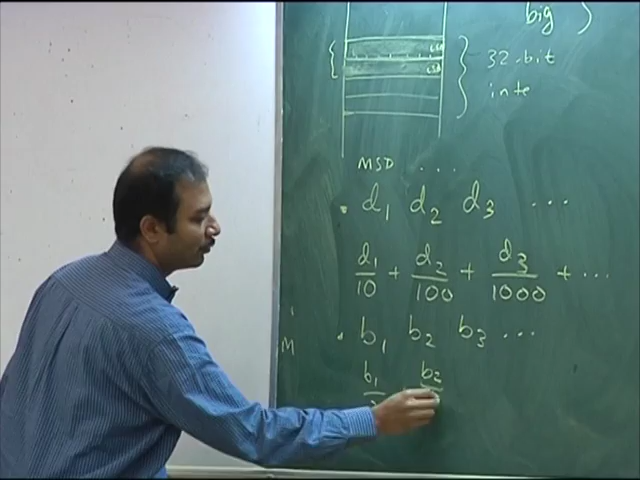 big )
32-bit
inte
MSD ...
. d₁ d₂ d₃ ...
d₁/10 + d₂/100 + d₃/1000 + ...
M . b₁ b₂ b₃ ...
b₁ b₂